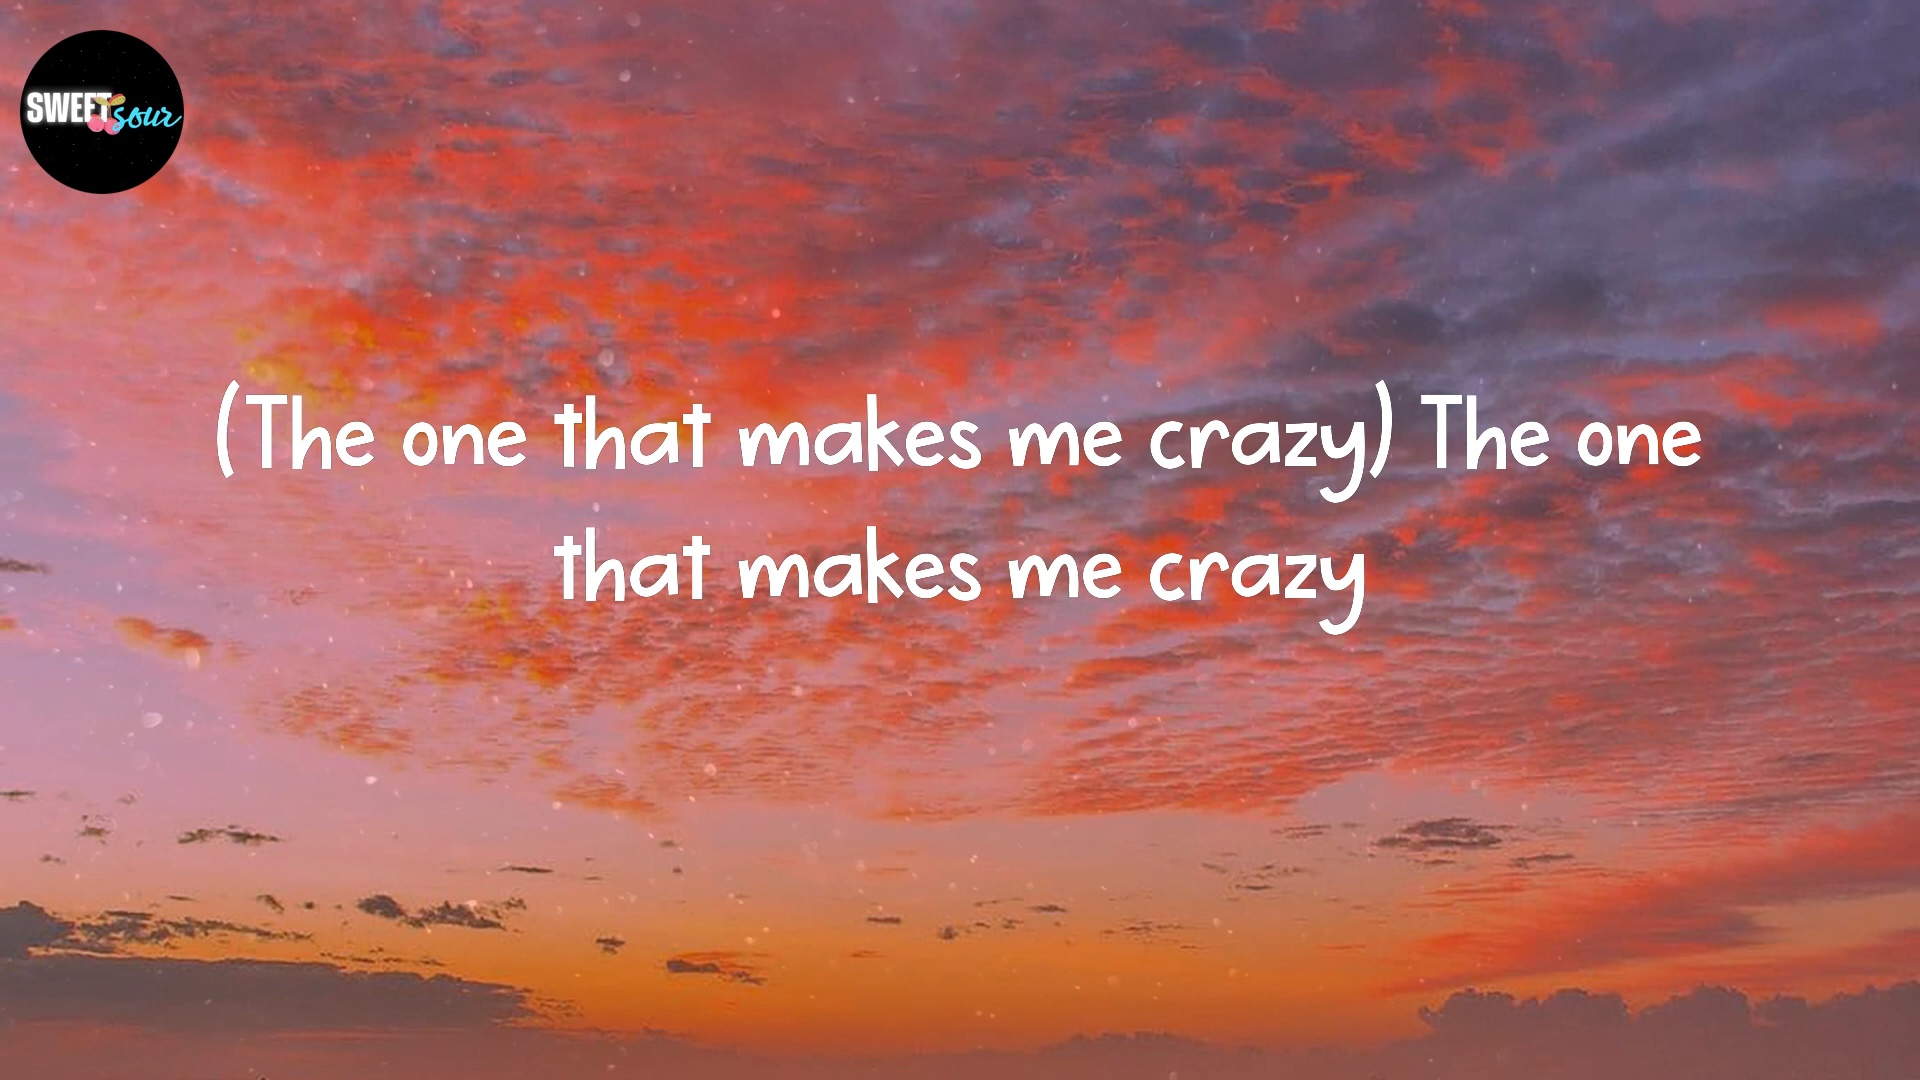 SWEET sour
(The one that makes me crazy) The one
that makes me crazy